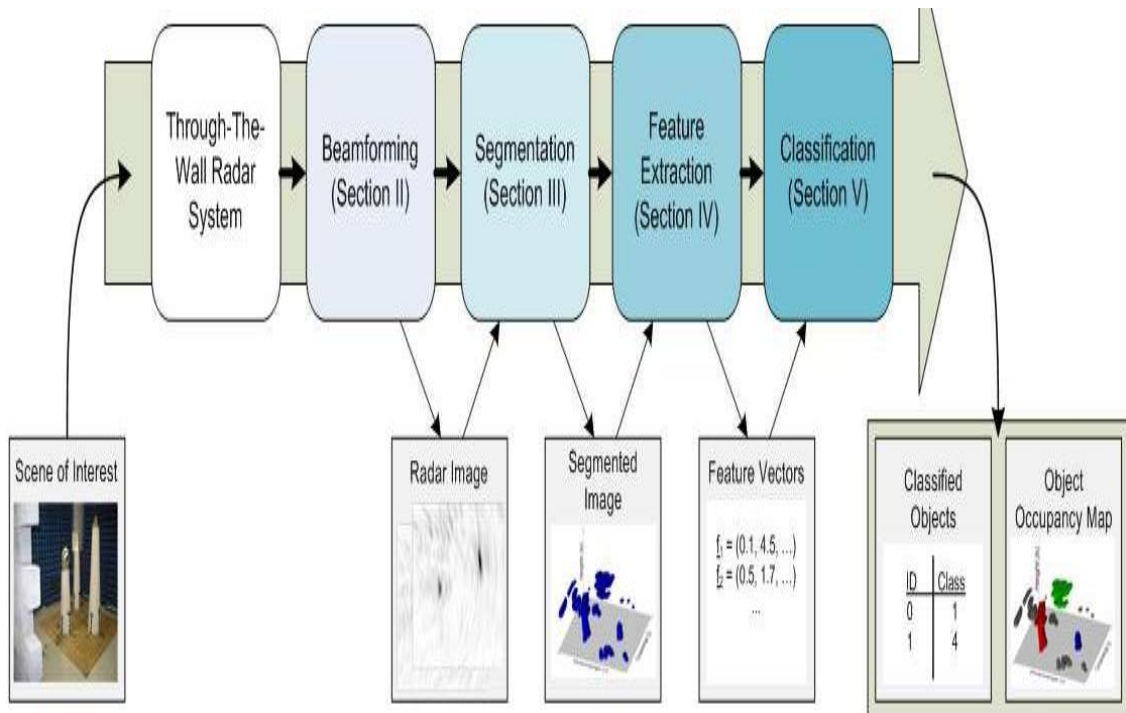 Through-The-
Wall Radar
System
Beamforming
(Section II)
Segmentation
(Section III)
Feature
Extraction
(Section IV)
Classification
(Section V)
Scene of Interest
Radar Image
Segmented
Image
Feature Vectors
f1 = (0.1, 4.5, ...)
f2 = (0.5, 1.7, ...)
...
Classified
Objects
ID Class
0 1
1 4
Object
Occupancy Map